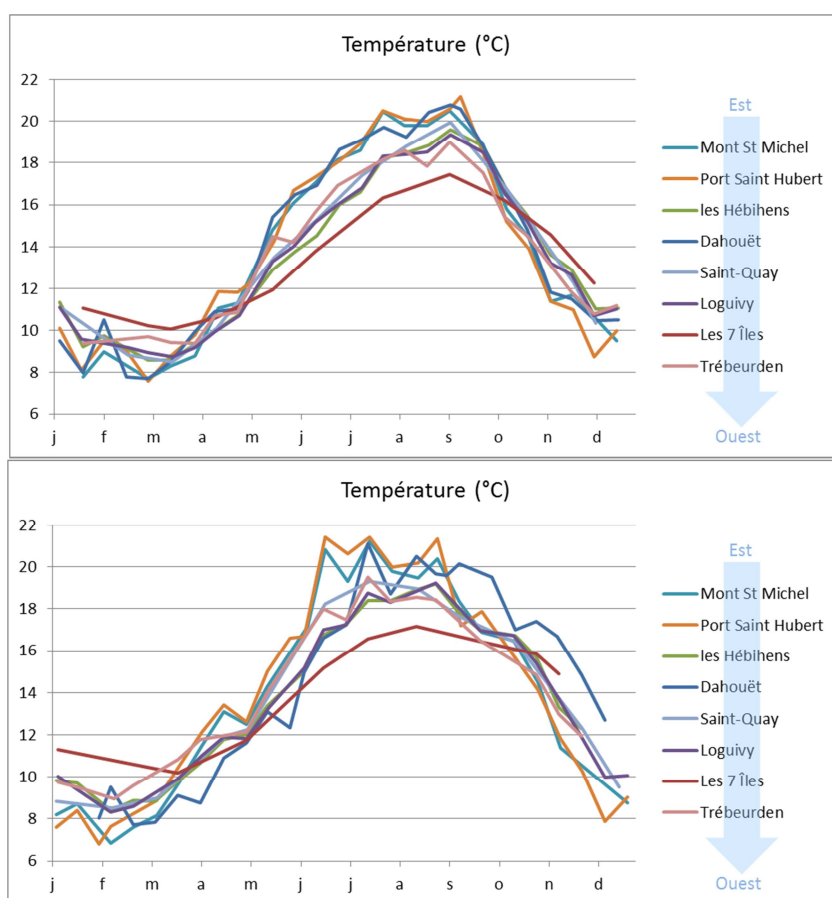 Température (°C)
22
20
18
16
14
12
10
8
6
j f m a m j j a s o n d
Est
Mont St Michel
Port Saint Hubert
les Hébihens
Dahouët
Saint-Quay
Loguivy
Les 7 Îles
Trébeurden
Ouest
Température (°C)
22
20
18
16
14
12
10
8
6
j f m a m j j a s o n d
Est
Mont St Michel
Port Saint Hubert
les Hébihens
Dahouët
Saint-Quay
Loguivy
Les 7 Îles
Trébeurden
Ouest